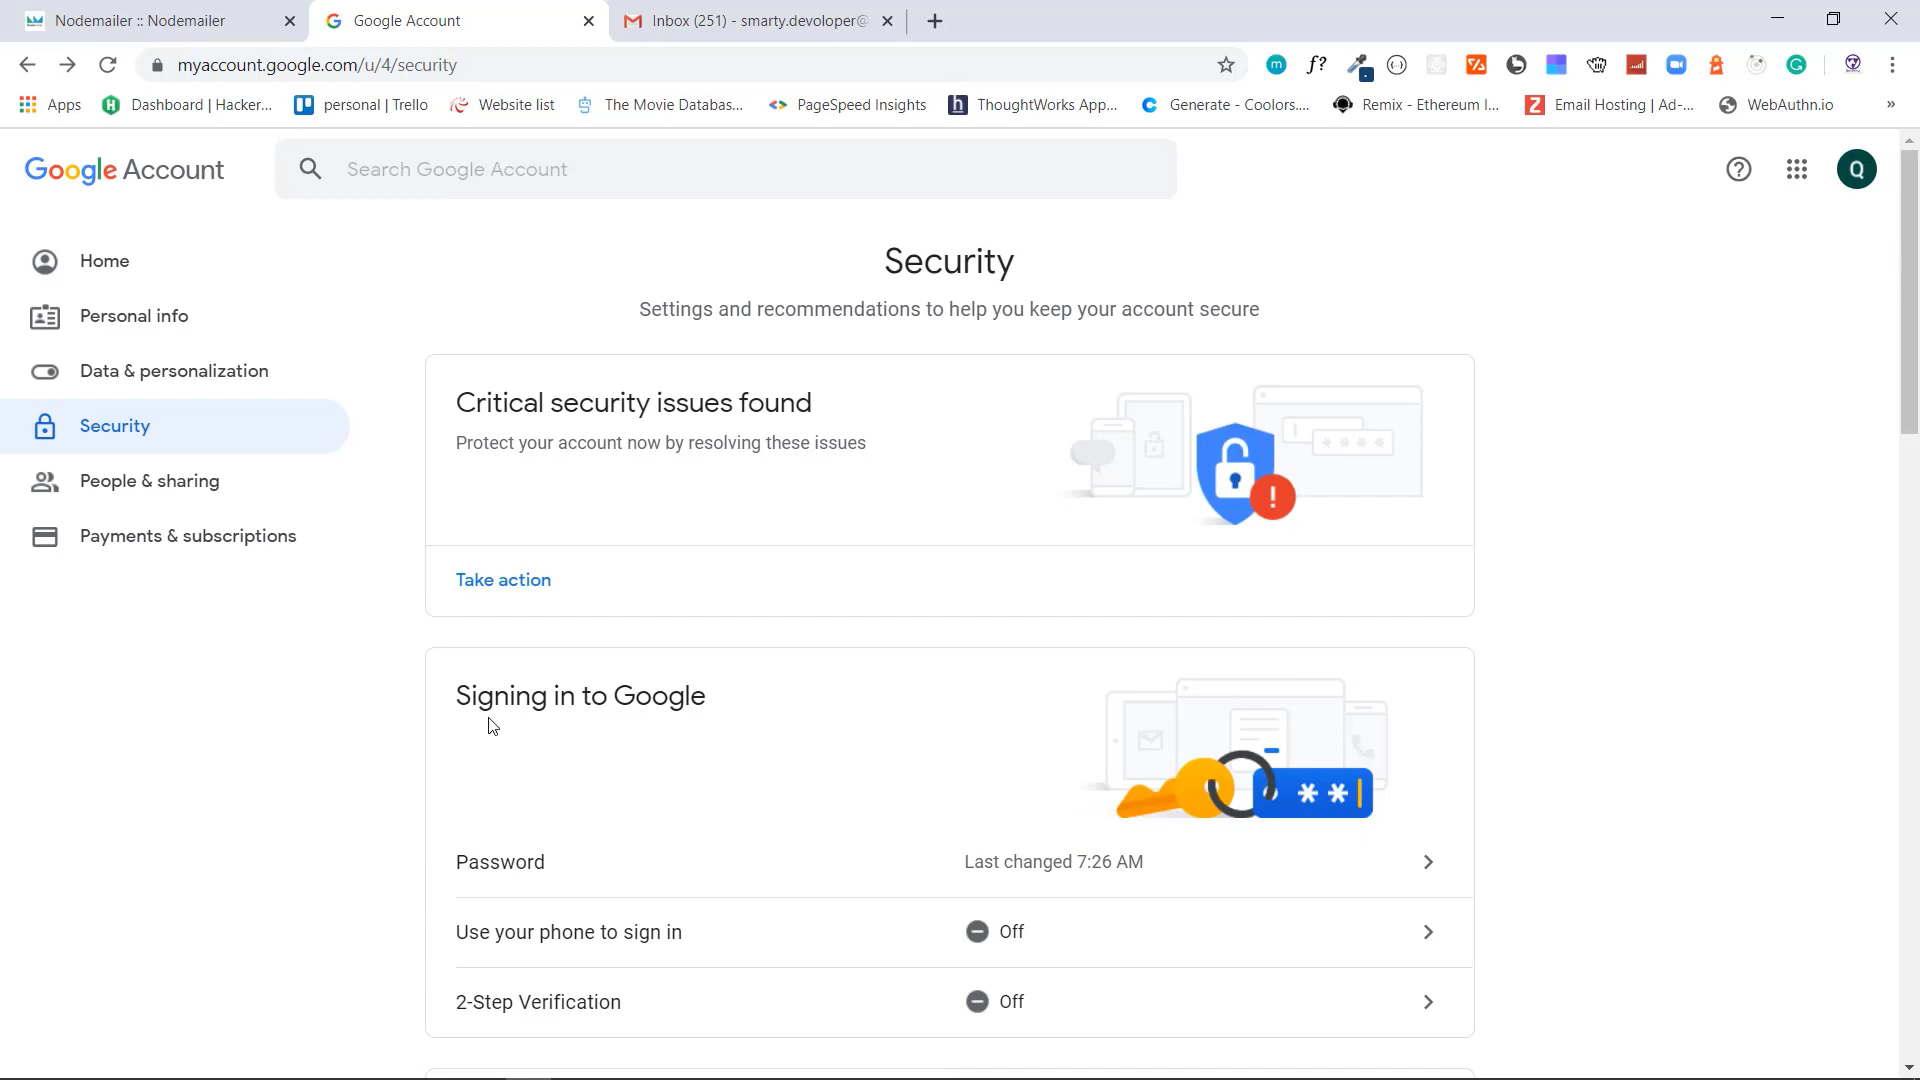 Nodemailer :: Nodemailer
Google Account
Inbox (251) - smarty.devoloper@
myaccount.google.com/u/4/security
Apps
Dashboard | Hacker...
personal | Trello
Website list
The Movie Databas...
PageSpeed Insights
ThoughtWorks App...
Generate - Coolors....
Remix - Ethereum I...
Email Hosting | Ad-...
WebAuthn.io
»
Google Account
Search Google Account
Q
Home
Personal info
Data & personalization
Security
People & sharing
Payments & subscriptions
Security
Settings and recommendations to help you keep your account secure
Critical security issues found
Protect your account now by resolving these issues
Take action
Signing in to Google
Password
Last changed 7:26 AM
Use your phone to sign in
Off
2-Step Verification
Off